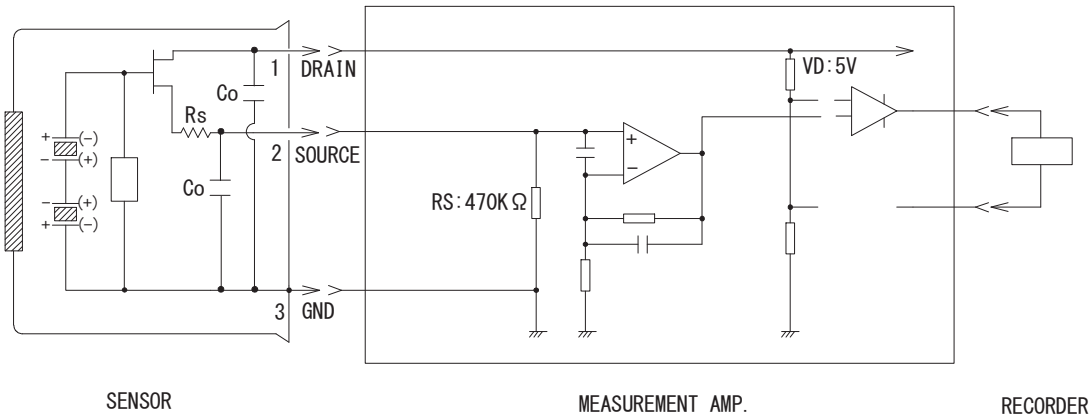 1 DRAIN
VD:5V
Co
Rs
+ (-)
- (+)
2 SOURCE
+
-
Co
RS:470KΩ
- (+)
+ (-)
3 GND
SENSOR
MEASUREMENT AMP.
RECORDER